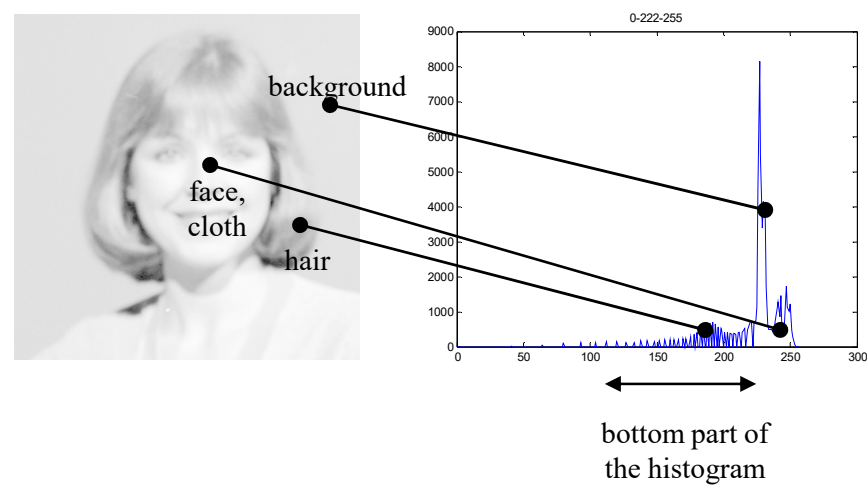 0-222-255
9000
8000
7000
6000
5000
4000
3000
2000
1000
0
0 50 100 150 200 250 300
background
face,
cloth
hair
bottom part of
the histogram